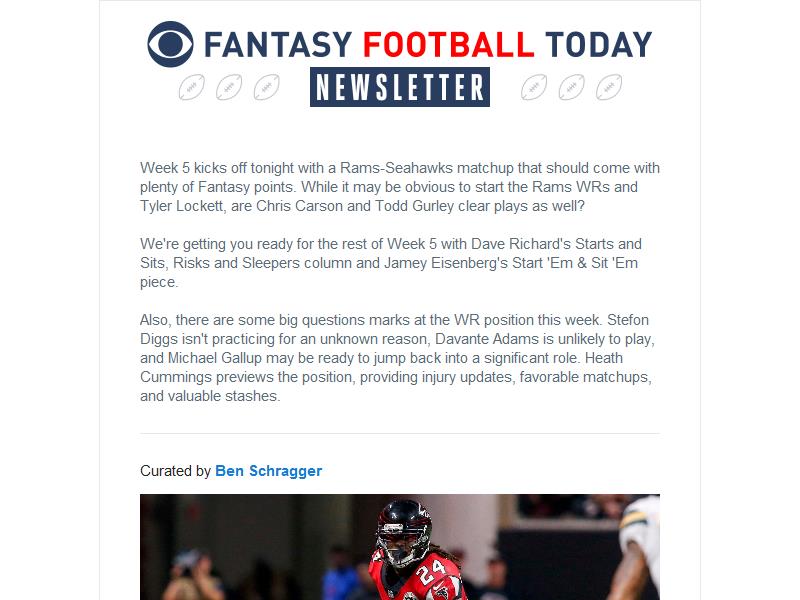 FANTASY FOOTBALL TODAY
NEWSLETTER
Week 5 kicks off tonight with a Rams-Seahawks matchup that should come with
plenty of Fantasy points. While it may be obvious to start the Rams WRs and
Tyler Lockett, are Chris Carson and Todd Gurley clear plays as well?
We're getting you ready for the rest of Week 5 with Dave Richard's Starts and
Sits, Risks and Sleepers column and Jamey Eisenberg's Start 'Em & Sit 'Em
piece.
Also, there are some big questions marks at the WR position this week. Stefon
Diggs isn't practicing for an unknown reason, Davante Adams is unlikely to play,
and Michael Gallup may be ready to jump back into a significant role. Heath
Cummings previews the position, providing injury updates, favorable matchups,
and valuable stashes.
Curated by Ben Schragger
24